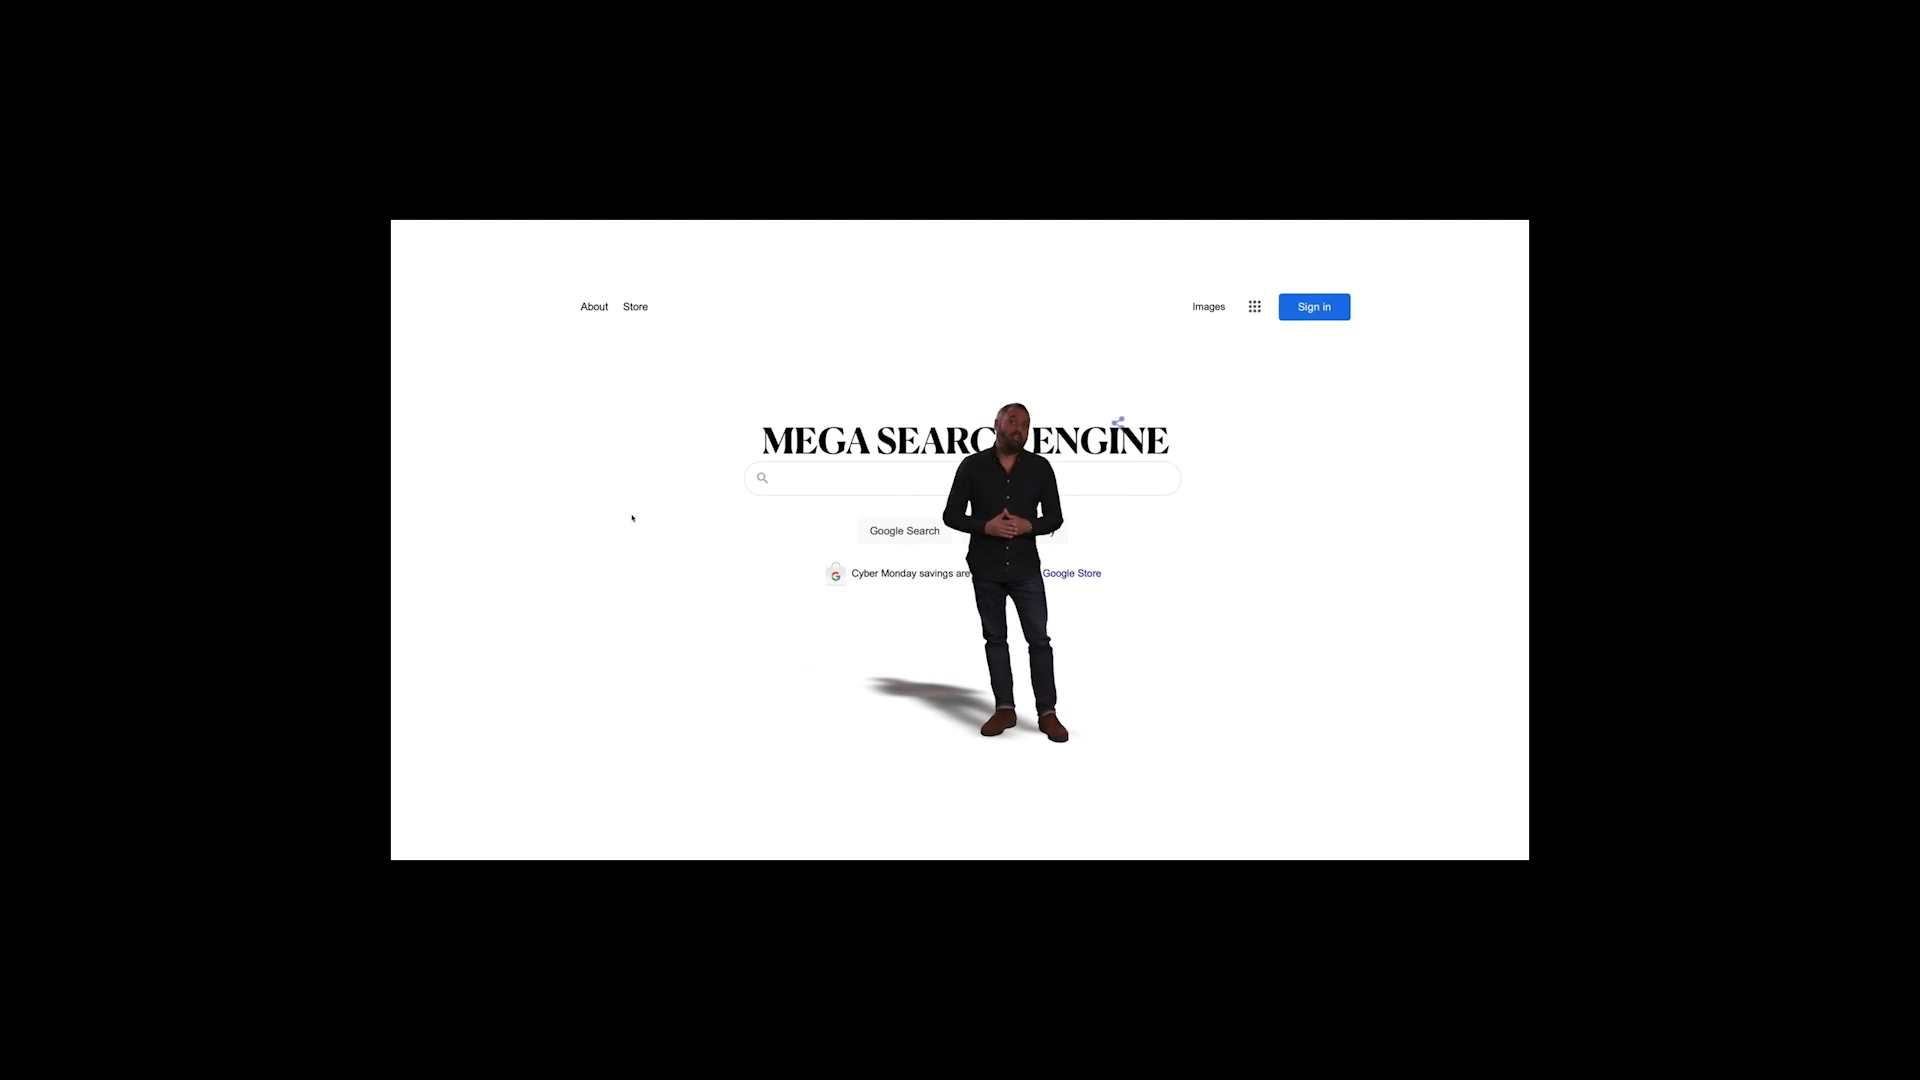 About Store
Images Sign in
MEGA SEARC ENGINE
Google Search
Cyber Monday savings are Google Store